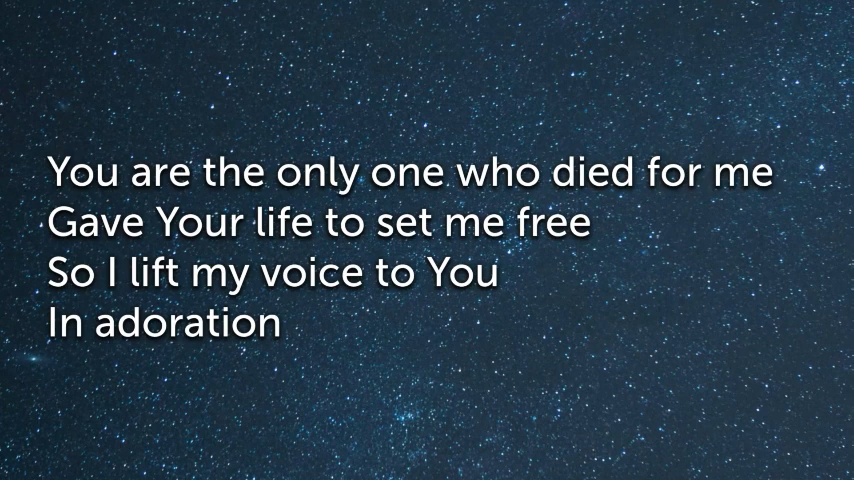 You are the only one who died for me
Gave Your life to set me free
So I lift my voice to You
In adoration